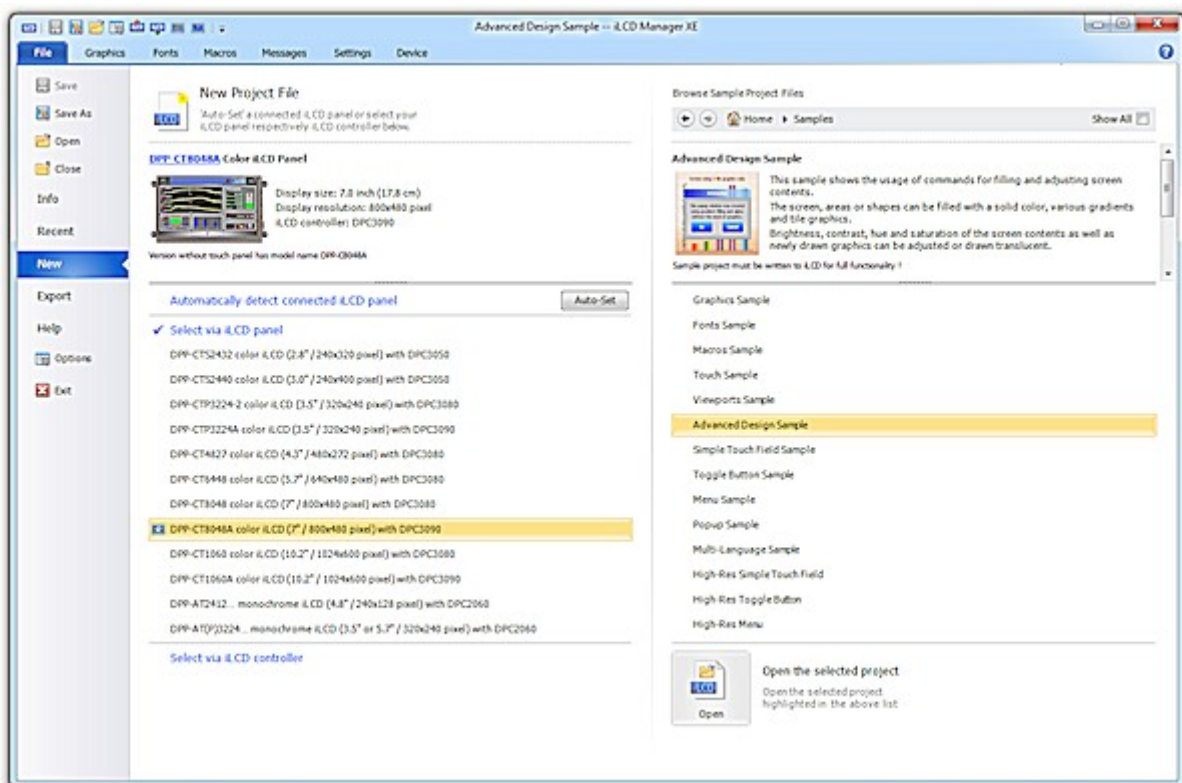 Advanced Design Sample -- iLCD Manager XE
File Graphics Fonts Macros Messages Settings Device
Save
Save As
Open
Close
Info
Recent
New
Export
Help
Options
Exit
New Project File
'Auto-Set' a connected iLCD panel or select your
iLCD panel respectively iLCD controller below.
DPP-CT8048A Color iLCD Panel
Display size: 7.0 inch (17.8 cm)
Display resolution: 800x480 pixel
iLCD controller: DPC3090
Version without touch panel has model name DPP-C8048A
Automatically detect connected iLCD panel
Auto-Set
Select via iLCD panel
DPP-CTS2432 color iLCD (2.8" / 240x320 pixel) with DPC3050
DPP-CTS2440 color iLCD (3.0" / 240x400 pixel) with DPC3050
DPP-CTP3224-2 color iLCD (3.5" / 320x240 pixel) with DPC3080
DPP-CTP3224A color iLCD (3.5" / 320x240 pixel) with DPC3090
DPP-CT4827 color iLCD (4.3" / 480x272 pixel) with DPC3080
DPP-CT6448 color iLCD (5.7" / 640x480 pixel) with DPC3080
DPP-CT8048 color iLCD (7" / 800x480 pixel) with DPC3080
DPP-CT8048A color iLCD (7" / 800x480 pixel) with DPC3090
DPP-CT1060 color iLCD (10.2" / 1024x600 pixel) with DPC3080
DPP-CT1060A color iLCD (10.2" / 1024x600 pixel) with DPC3090
DPP-AT2412... monochrome iLCD (4.8" / 240x128 pixel) with DPC2060
DPP-AT(P)3224... monochrome iLCD (3.5" or 5.7" / 320x240 pixel) with DPC2060
Select via iLCD controller
Browse Sample Project Files
Home Samples
Show All
Advanced Design Sample
This sample shows the usage of commands for filling and adjusting screen
contents.
The screen, areas or shapes can be filled with a solid color, various gradients
and tile graphics.
Brightness, contrast, hue and saturation of the screen contents as well as
newly drawn graphics can be adjusted or drawn translucent.
Sample project must be written to iLCD for full functionality !
Graphics Sample
Fonts Sample
Macros Sample
Touch Sample
Viewports Sample
Advanced Design Sample
Simple Touch Field Sample
Toggle Button Sample
Menu Sample
Popup Sample
Multi-Language Sample
High-Res Simple Touch Field
High-Res Toggle Button
High-Res Menu
iLCD
Open
Open the selected project
Open the selected project
highlighted in the above list